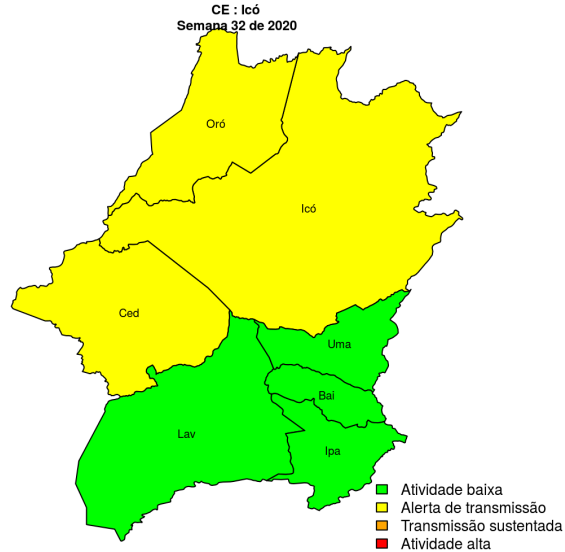 CE : Icó
Semana 32 de 2020
Oró
Icó
Ced
Uma
Bai
Lav
Ipa
Atividade baixa
Alerta de transmissão
Transmissão sustentada
Atividade alta